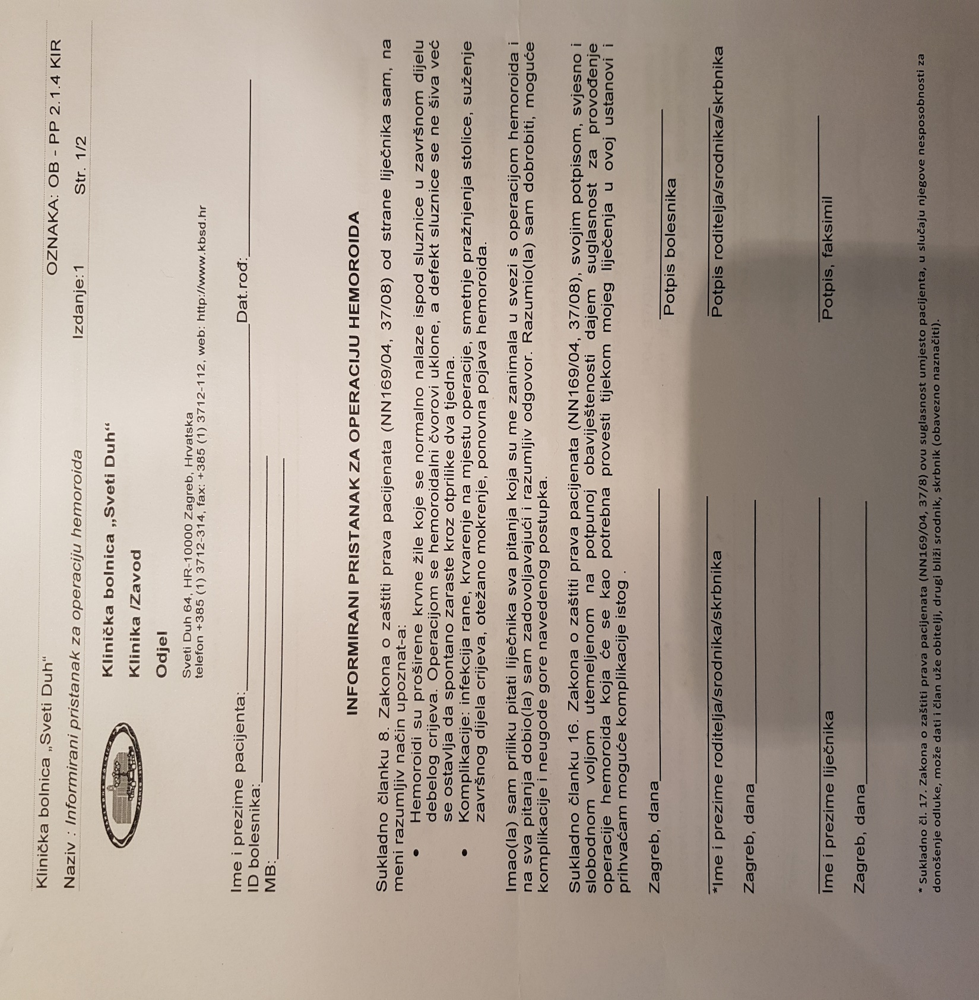 Klinička bolnica „Sveti Duh“ OZNAKA: OB - PP 2.1.4 KIR
Naziv : Informirani pristanak za operaciju hemoroida Izdanje:1 Str. 1/2
Klinička bolnica „Sveti Duh“
Klinika /Zavod
Odjel
Sveti Duh 64, HR-10000 Zagreb, Hrvatska
telefon +385 (1) 3712-314, fax: +385 (1) 3712-112, web: http://www.kbsd.hr
Ime i prezime pacijenta:____________________Dat.rođ:____________________
ID bolesnika:____________________
MB:____________________
INFORMIRANI PRISTANAK ZA OPERACIJU HEMOROIDA
Sukladno članku 8. Zakona o zaštiti prava pacijenata (NN169/04, 37/08) od strane liječnika sam, na
meni razumljiv način upoznat-a:
• Hemoroidi su proširene krvne žile koje se normalno nalaze ispod sluznice u završnom dijelu
debelog crijeva. Operacijom se hemoroidalni čvorovi uklone, a defekt sluznice se ne šiva već
se ostavlja da spontano zaraste kroz otprilike dva tjedna.
• Komplikacije: infekcija rane, krvarenje na mjestu operacije, smetnje pražnjenja stolice, suženje
završnog dijela crijeva, otežano mokrenje, ponovna pojava hemoroida.
Imao(la) sam priliku pitati liječnika sva pitanja koja su me zanimala u svezi s operacijom hemoroida i
na sva pitanja dobio(la) sam zadovoljavajući i razumljiv odgovor. Razumio(la) sam dobrobiti, moguće
komplikacije i neugode gore navedenog postupka.
Sukladno članku 16. Zakona o zaštiti prava pacijenata (NN169/04, 37/08), svojim potpisom, svjesno i
slobodnom voljom utemeljenom na potpunoj obaviještenosti dajem suglasnost za provođenje
operacije hemoroida koja će se kao potrebna provesti tijekom mojeg liječenja u ovoj ustanovi i
prihvaćam moguće komplikacije istog .
Zagreb, dana____________________ Potpis bolesnika
*Ime i prezime roditelja/srodnika/skrbnika Potpis roditelja/srodnika/skrbnika
Zagreb, dana____________________
Ime i prezime liječnika Potpis, faksimil
Zagreb, dana____________________
* Sukladno čl. 17. Zakona o zaštiti prava pacijenata (NN169/04, 37/8) ovu suglasnost umjesto pacijenta, u slučaju njegove nesposobnosti za
donošenje odluke, može dati i član uže obitelji, drugi bliži srodnik, skrbnik (obavezno naznačiti).